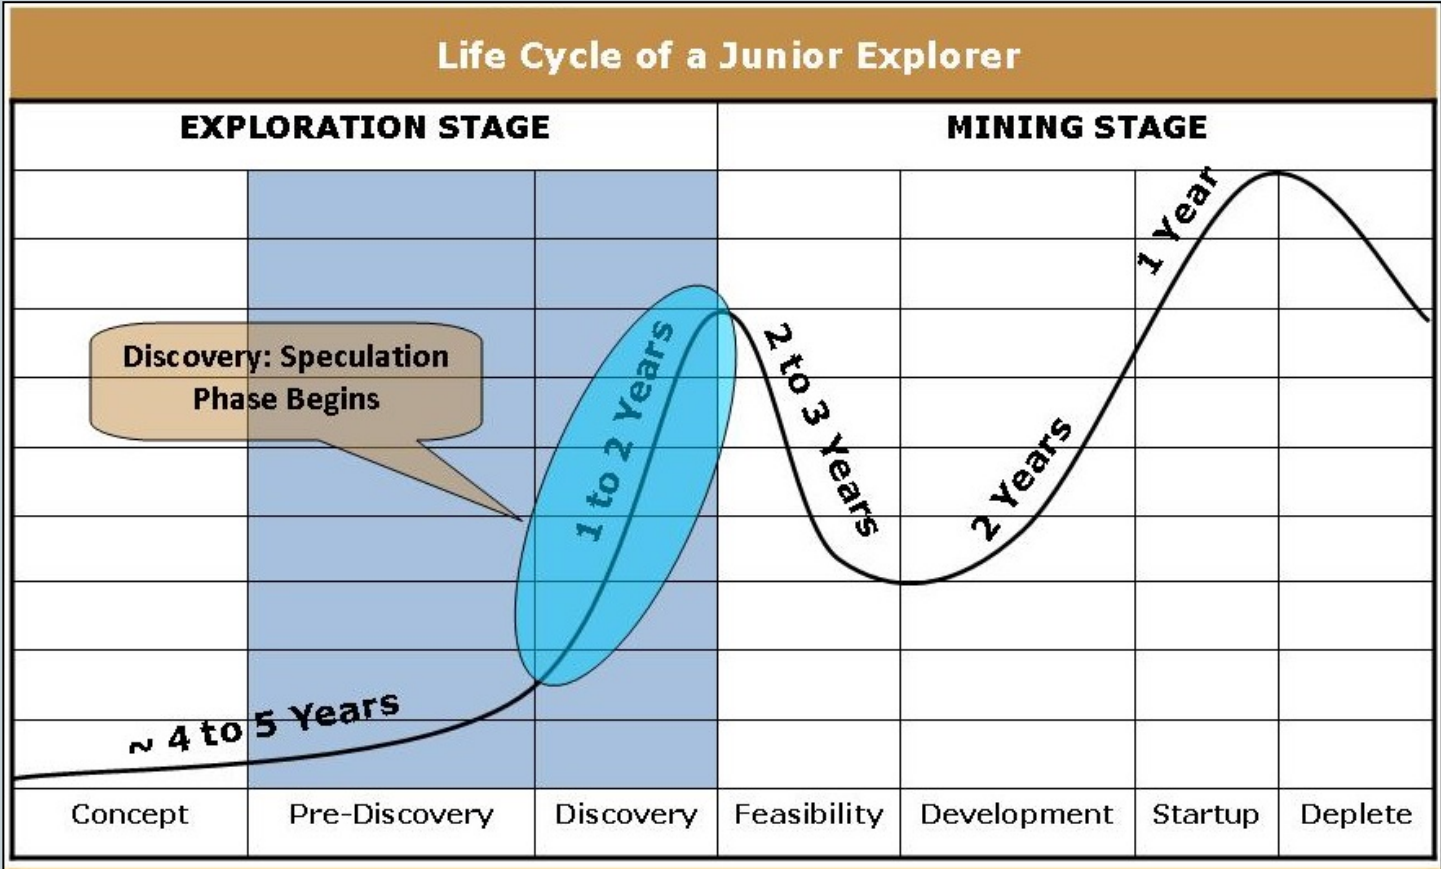 Life Cycle of a Junior Explorer
EXPLORATION STAGE
MINING STAGE
Discovery: Speculation
Phase Begins
~ 4 to 5 Years
1 to 2 Years
2 to 3 Years
2 Years
1 Year
Concept
Pre-Discovery
Discovery
Feasibility
Development
Startup
Deplete